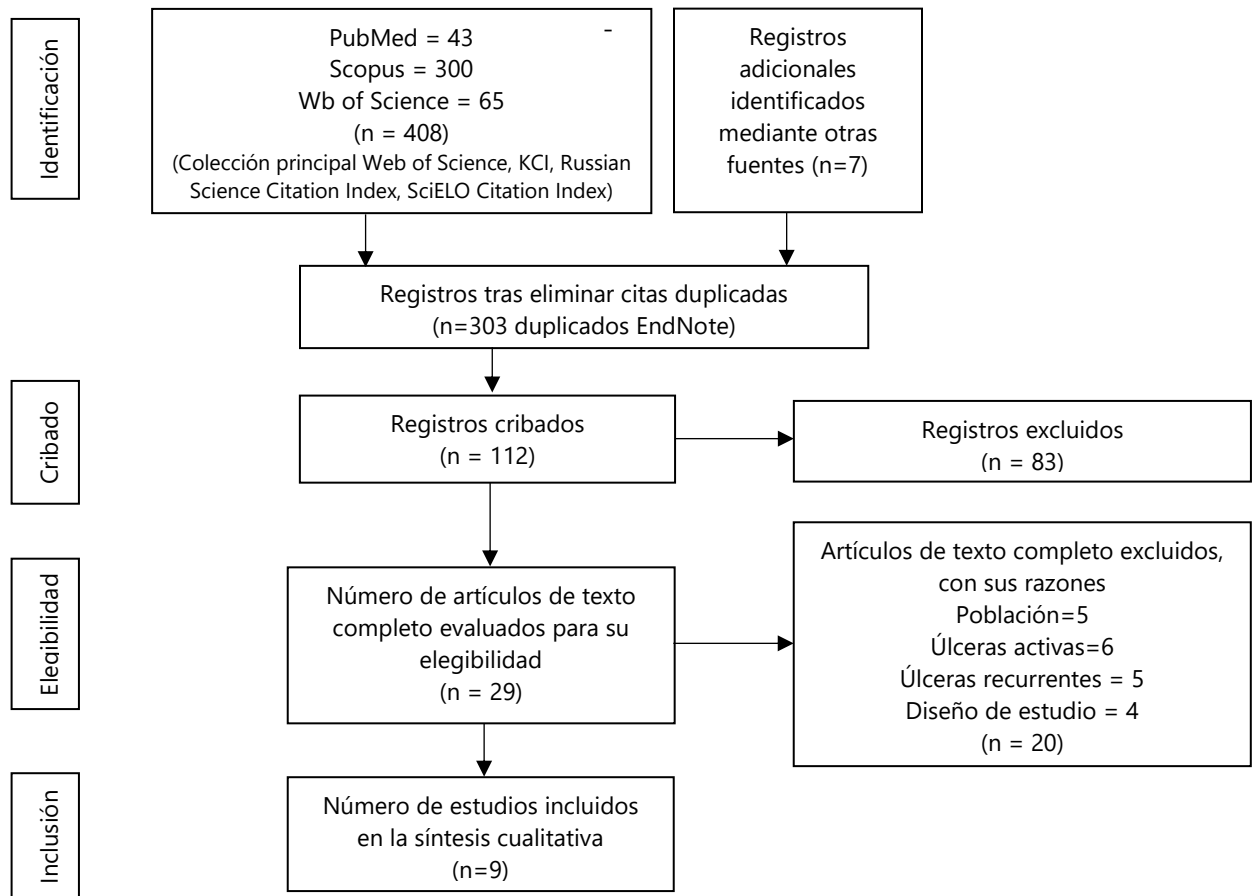 Identificación
PubMed = 43
-
Scopus = 300
Wb of Science = 65
(n = 408)
(Colección principal Web of Science, KCI, Russian
Science Citation Index, SciELO Citation Index)
Registros
adicionales
identificados
mediante otras
fuentes (n=7)
Registros tras eliminar citas duplicadas
(n=303 duplicados EndNote)
Cribado
Registros cribados
(n = 112)
Registros excluidos
(n = 83)
Elegibilidad
Número de artículos de texto
completo evaluados para su
elegibilidad
(n = 29)
Artículos de texto completo excluidos,
con sus razones
Población=5
Úlceras activas=6
Úlceras recurrentes = 5
Diseño de estudio = 4
(n = 20)
Inclusión
Número de estudios incluidos
en la síntesis cualitativa
(n=9)